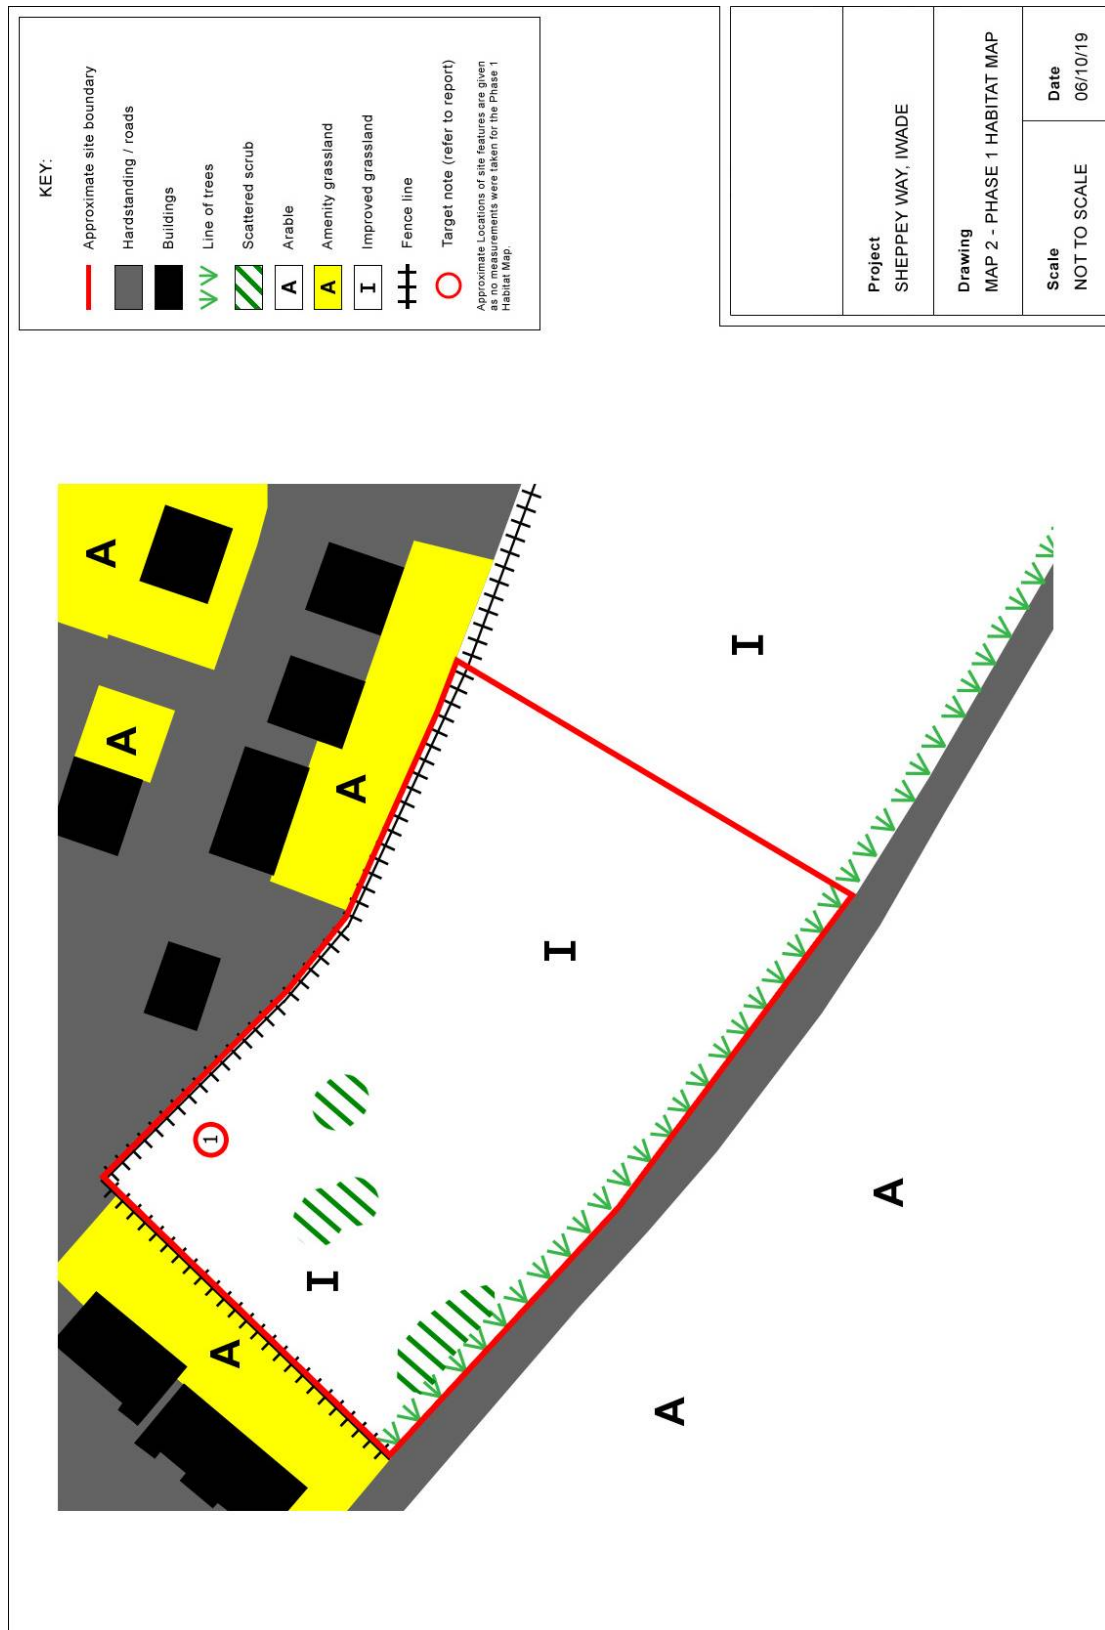 KEY:
Approximate site boundary
Hardstanding / roads
Buildings
Line of trees
Scattered scrub
A Arable
A Amenity grassland
I Improved grassland
Fence line
Target note (refer to report)
Approximate Locations of site features are given
as no measurements were taken for the Phase 1
Habitat Map.
A
A
A
A
1
I
I
I
A
A
Project
SHEPPEY WAY, IWADE
Drawing
MAP 2 - PHASE 1 HABITAT MAP
Scale
NOT TO SCALE
Date
06/10/19